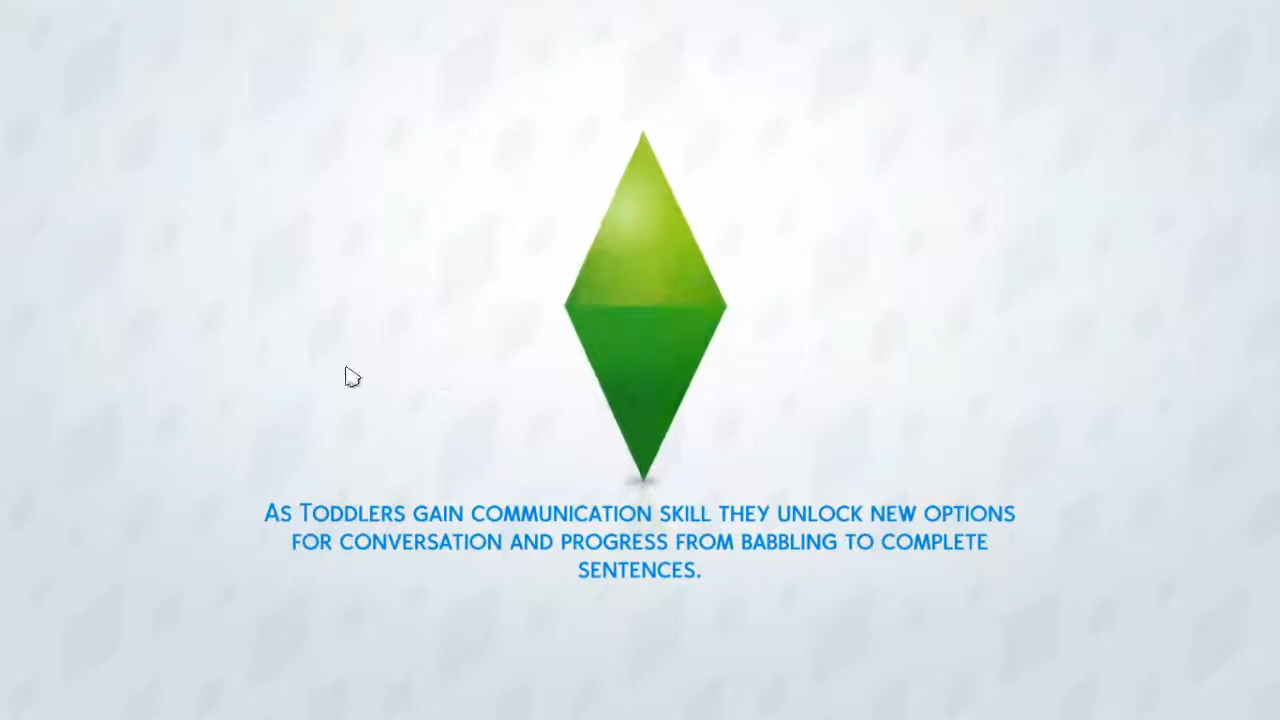 As Toddlers gain communication skill they unlock new options
for conversation and progress from babbling to complete
sentences.